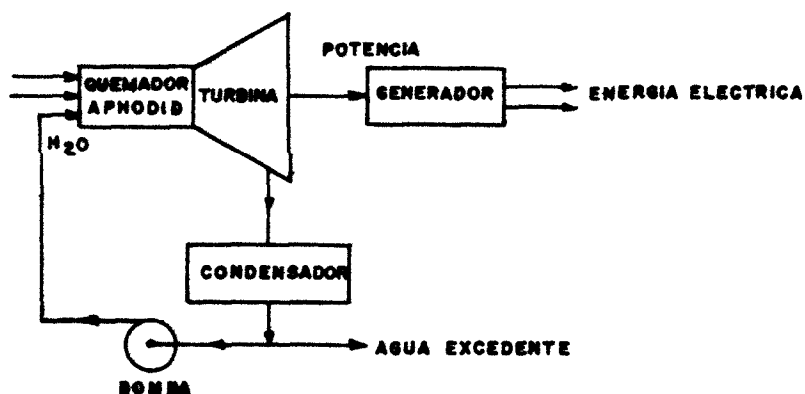 POTENCIA
QUEMADOR
APHODID
TURBINA
GENERADOR
ENERGIA ELECTRICA
H2O
CONDENSADOR
AGUA EXCEDENTE
BOMBA